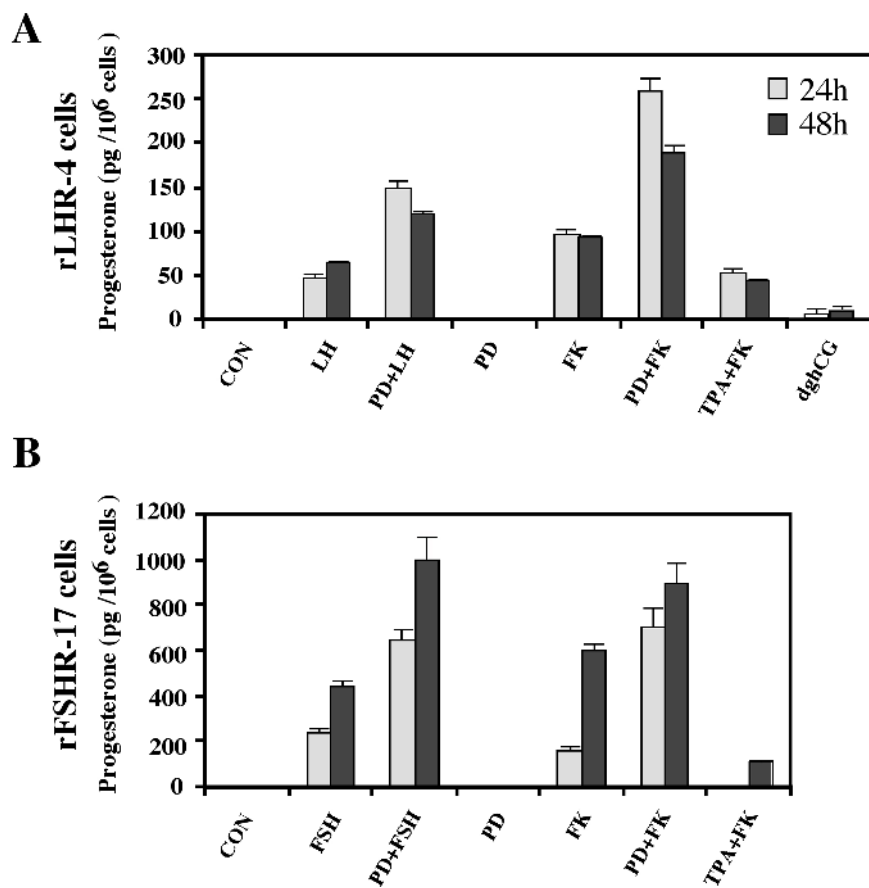 A
rLHR-4 cells
Progesterone (pg /10⁶ cells)
300
250
200
150
100
50
0
24h
48h
CON
LH
PD+LH
PD
FK
PD+FK
TPA+FK
dghCG
B
rFSHR-17 cells
Progesterone (pg /10⁶ cells)
1200
1000
800
600
400
200
0
CON
FSH
PD+FSH
PD
FK
PD+FK
TPA+FK